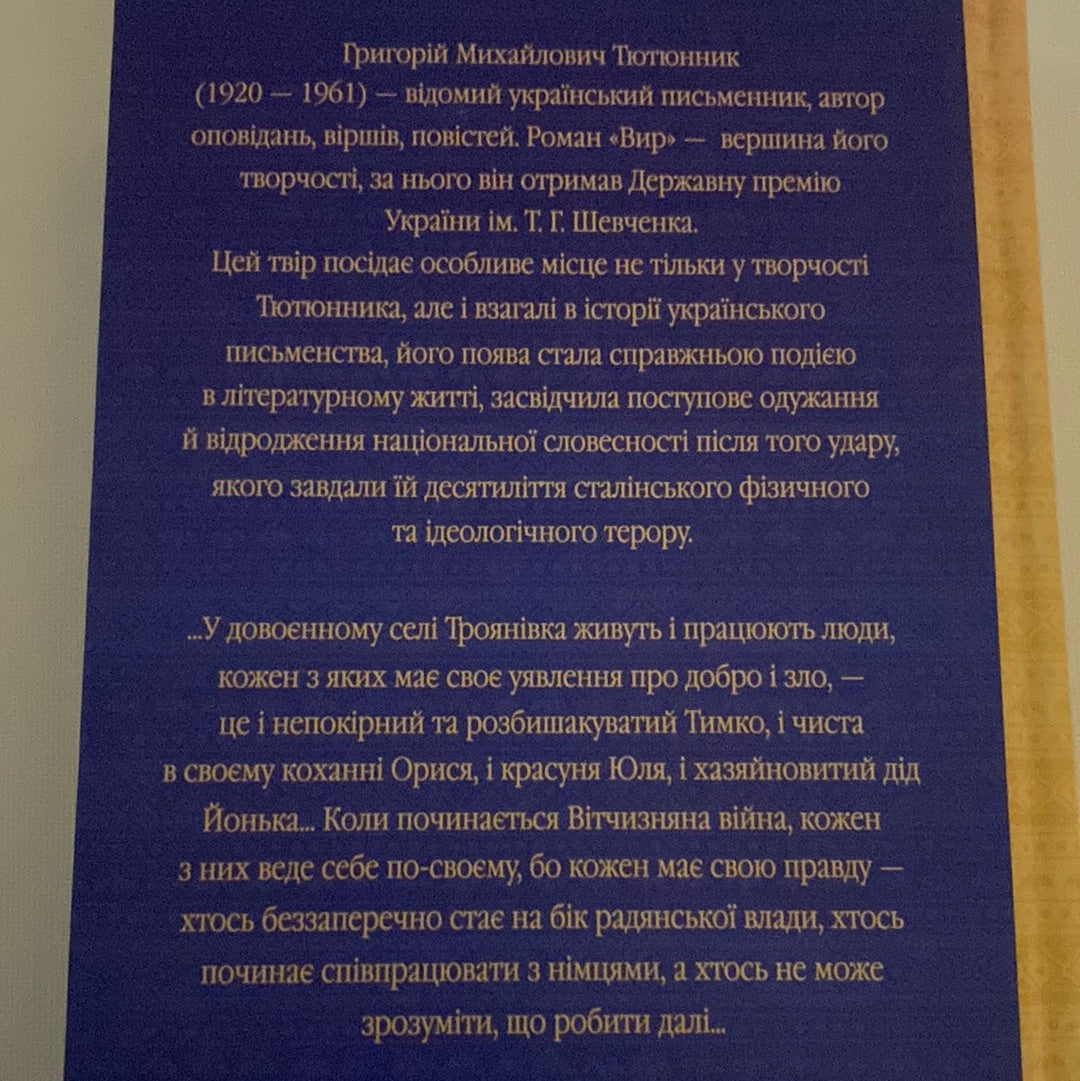 Григорій Михайлович Тютюнник
(1920 — 1961) — відомий український письменник, автор
оповідань, віршів, повістей. Роман «Вир» — вершина його
творчості, за нього він отримав Державну премію
України ім. Т. Г. Шевченка.
Цей твір посідає особливе місце не тільки у творчості
Тютюнника, але і взагалі в історії українського
письменства, його поява стала справжньою подією
в літературному житті, засвідчила поступове одужання
й відродження національної словесності після того удару,
якого завдали їй десятиліття сталінського фізичного
та ідеологічного терору.
...У довоєнному селі Троянівка живуть і працюють люди,
кожен з яких має своє уявлення про добро і зло, —
це і непокірний та розбишакуватий Тимко, і чиста
в своєму коханні Орися, і красуня Юля, і хазяйновитий дід
Йонька... Коли починається Вітчизняна війна, кожен
з них веде себе по-своєму, бо кожен має свою правду —
хтось беззаперечно стає на бік радянської влади, хтось
починає співпрацювати з німцями, а хтось не може
зрозуміти, що робити далі...